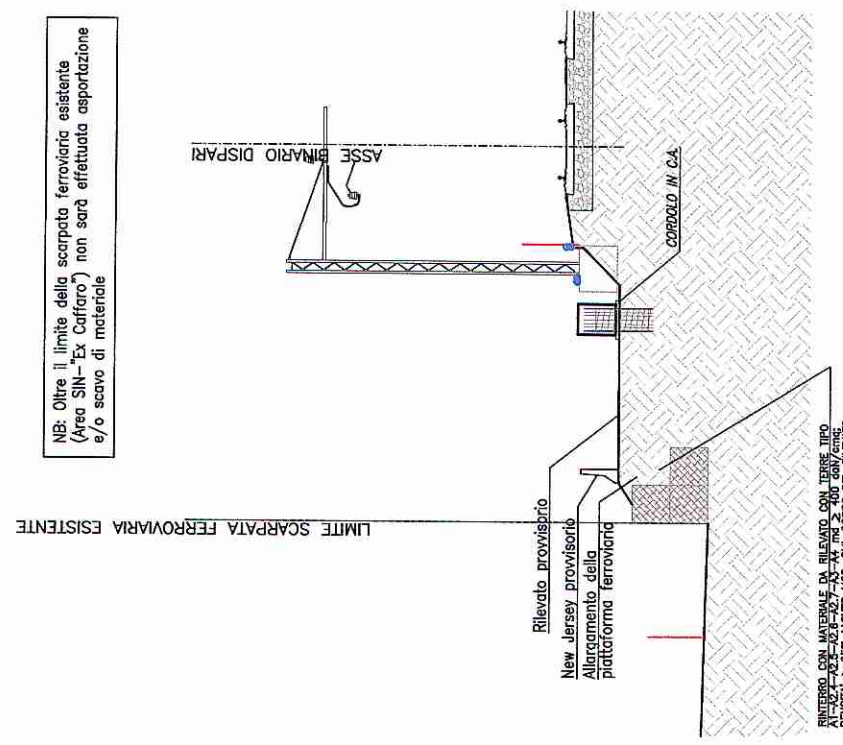 NB: Oltre il limite della scarpata ferroviaria esistente
(Area SIN-"Ex Caffaro") non sarà effettuata asportazione
e/o scavo di materiale
LIMITE SCARPATA FERROVIARIA ESISTENTE
ASSE BINARIO DISPARI
Rilevato provvisorio
New Jersey provvisorio
Allargamento della
piattaforma ferroviaria
CORDOLO IN CA.
RINTERRO CON MATERIALE DA RILEVATO CON TERRE TIPO
A1-A2.4-A2.5-A2.6-A2.7-A3-A4 md ≥ 400 daN/cmq;